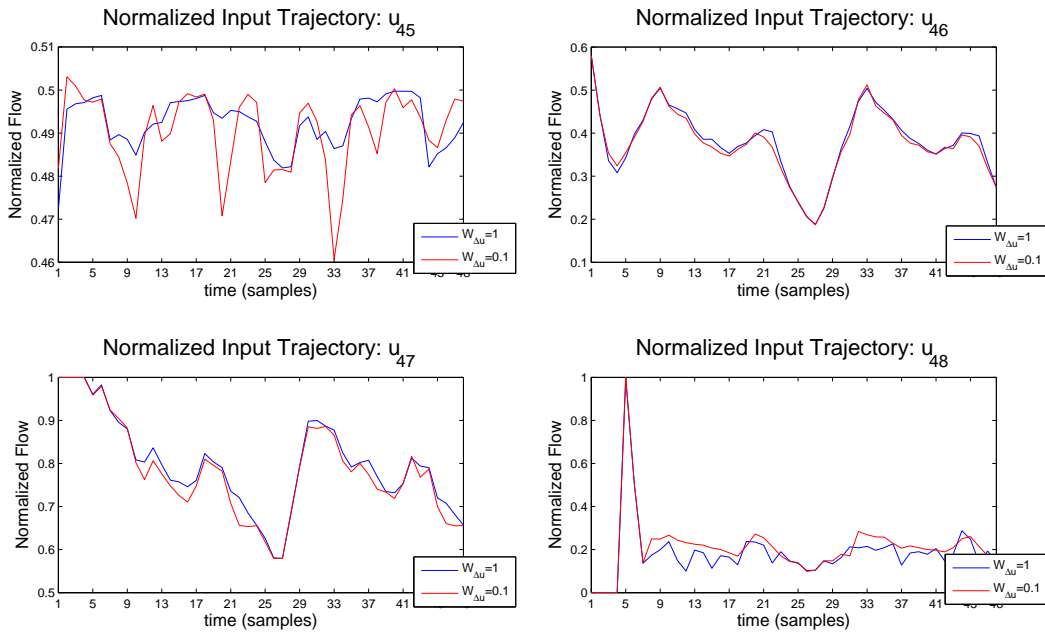 Normalized Input Trajectory: u45
0.51
0.5
0.49
0.48
0.47
0.46
Normalized Flow
1 5 9 13 17 21 25 29 33 37 41 45
time (samples)
WΔu=1
WΔu=0.1
Normalized Input Trajectory: u46
0.6
0.5
0.4
0.3
0.2
0.1
Normalized Flow
1 5 9 13 17 21 25 29 33 37 41 45
time (samples)
WΔu=1
WΔu=0.1
Normalized Input Trajectory: u47
1
0.9
0.8
0.7
0.6
0.5
Normalized Flow
1 5 9 13 17 21 25 29 33 37 41
time (samples)
WΔu=1
WΔu=0.1
Normalized Input Trajectory: u48
1
0.8
0.6
0.4
0.2
0
Normalized Flow
1 5 9 13 17 21 25 29 33 37 41 45
time (samples)
WΔu=1
WΔu=0.1